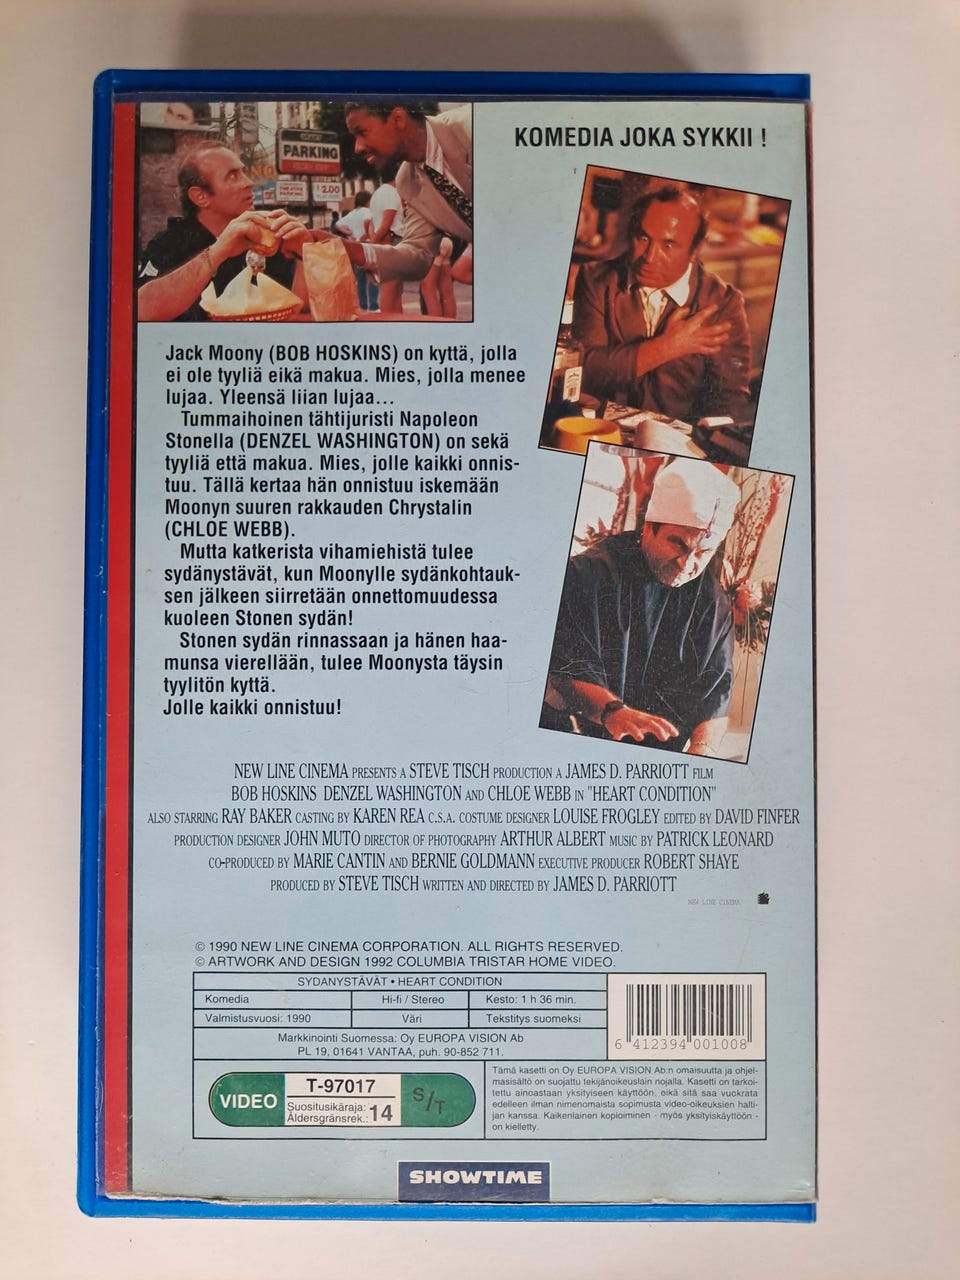 PARKING
THEATRE
PARKING
$2.00
KOMEDIA JOKA SYKKII !
Jack Moony (BOB HOSKINS) on kyttä, jolla
ei ole tyyliä eikä makua. Mies, jolla menee
lujaa. Yleensä liian lujaa...
Tummaihoinen tähtijuristi Napoleon
Stonella (DENZEL WASHINGTON) on sekä
tyyliä että makua. Mies, jolle kaikki onnis-
tuu. Tällä kertaa hän onnistuu iskemään
Moonyn suuren rakkauden Chrystalin
(CHLOE WEBB).
Mutta katkerista vihamiehistä tulee
sydänystävät, kun Moonylle sydänkohtauk-
sen jälkeen siirretään onnettomuudessa
kuoleen Stonen sydän!
Stonen sydän rinnassaan ja hänen haa-
munsa vierellään, tulee Moonysta täysin
tyylitön kyttä.
Jolle kaikki onnistuu!
NEW LINE CINEMA PRESENTS A STEVE TISCH PRODUCTION A JAMES D. PARRIOTT FILM
BOB HOSKINS DENZEL WASHINGTON AND CHLOE WEBB IN "HEART CONDITION"
ALSO STARRING RAY BAKER CASTING BY KAREN REA C.S.A. COSTUME DESIGNER LOUISE FROGLEY EDITED BY DAVID FINFER
PRODUCTION DESIGNER JOHN MUTO DIRECTOR OF PHOTOGRAPHY ARTHUR ALBERT MUSIC BY PATRICK LEONARD
CO-PRODUCED BY MARIE CANTIN AND BERNIE GOLDMANN EXECUTIVE PRODUCER ROBERT SHAYE
PRODUCED BY STEVE TISCH WRITTEN AND DIRECTED BY JAMES D. PARRIOTT
NEW LINE CINEMA
© 1990 NEW LINE CINEMA CORPORATION. ALL RIGHTS RESERVED.
© ARTWORK AND DESIGN 1992 COLUMBIA TRISTAR HOME VIDEO.
SYDANYSTÄVÄT • HEART CONDITION
Komedia Hi-fi / Stereo Kesto: 1 h 36 min.
Valmistusvuosi: 1990 Väri Tekstitys suomeksi
Markkinointi Suomessa: Oy EUROPA VISION Ab
PL 19, 01641 VANTAA, puh. 90-852 711.
6 412394 001008
VIDEO T-97017 S/T
Suositusikäraja:
Åldersgränsrek.: 14
Tämä kasetti on Oy EUROPA VISION Ab:n omaisuutta ja ohjel-
masisältö on suojattu tekijänoikeuslain nojalla. Kasetti on tarkoi-
tettu ainoastaan yksityiseen käyttöön, eikä sitä saa vuokrata
edelleen ilman nimenomaista sopimusta video-oikeuksien halti-
jan kanssa. Kaikenlainen kopioiminen - myös yksityiskäyttöön -
on kielletty.
SHOWTIME